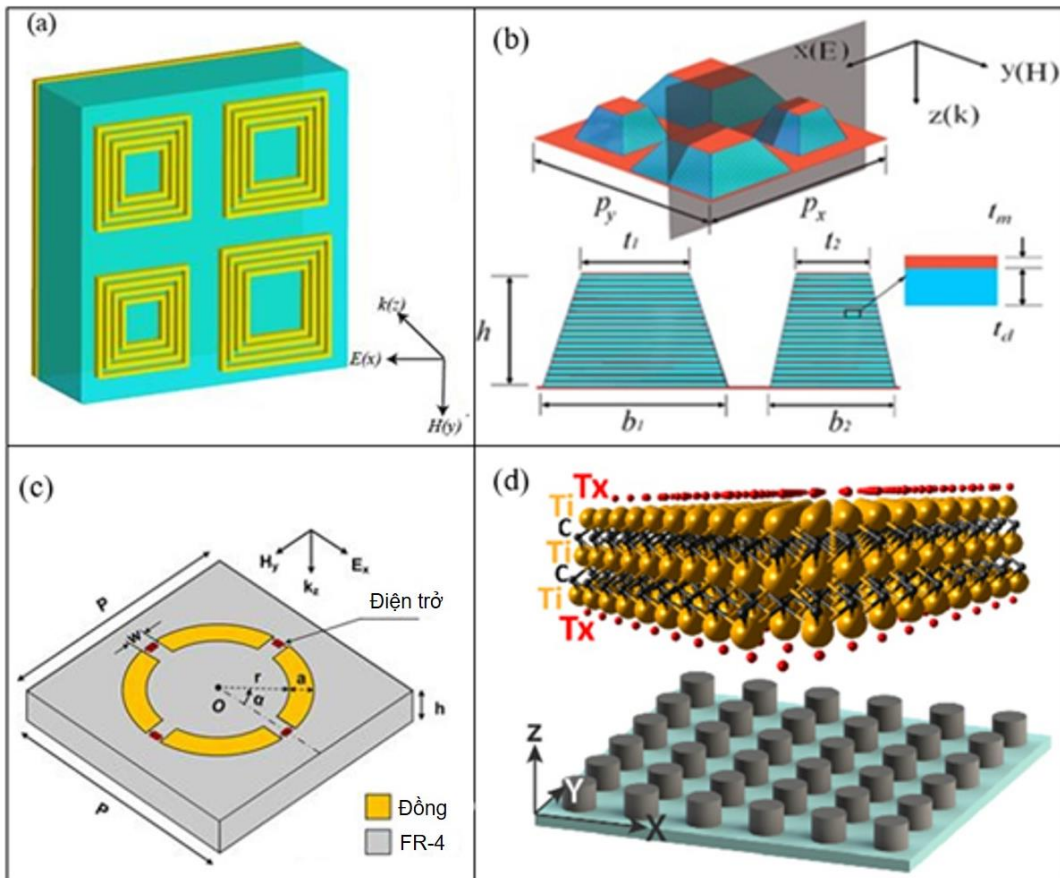 (a)
k(z)
E(x)
H(y)
(b)
x(E)
y(H)
z(k)
py
px
t1
t2
tm
td
h
b1
b2
(c)
Hy
Ex
kz
P
Điện trở
w
r
a
O
α
h
P
Đồng
FR-4
(d)
Tx
Ti
C
Ti
C
Ti
Tx
Z
Y
X